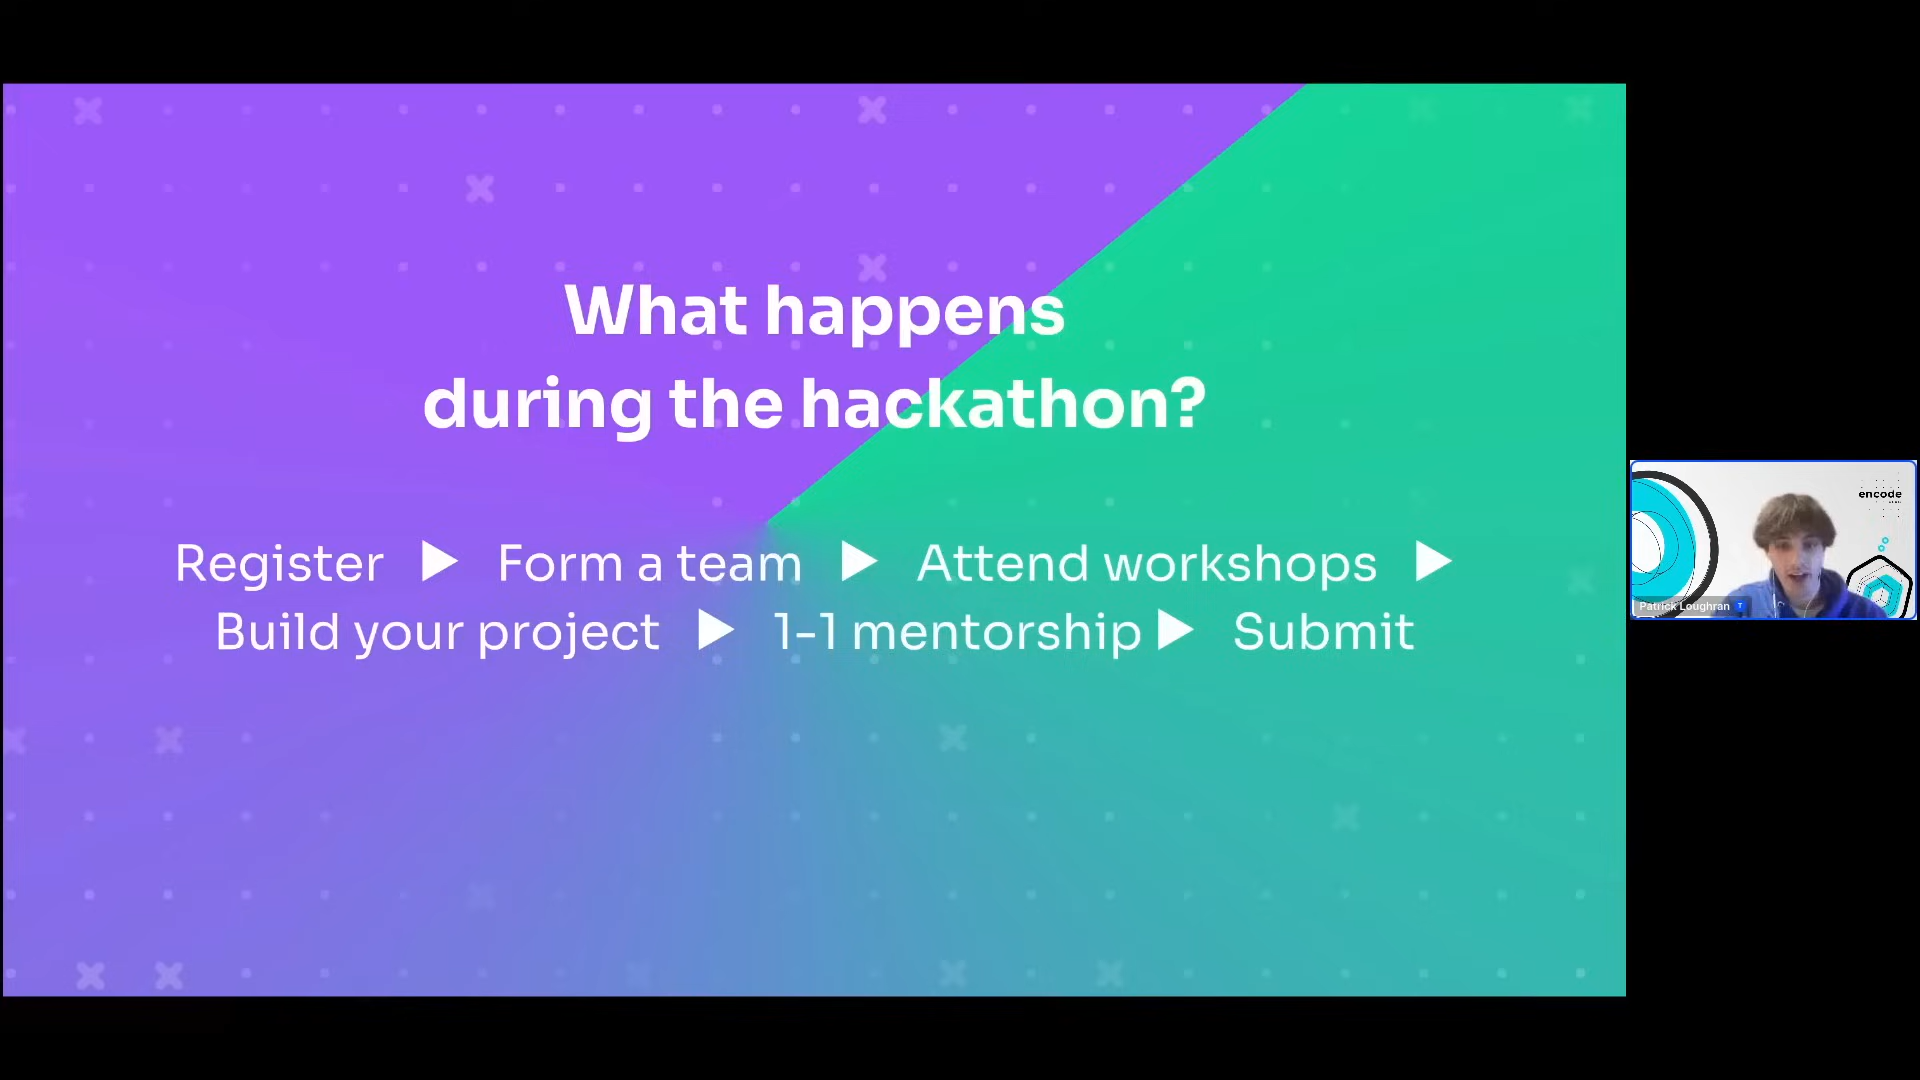 What happens
during the hackathon?
Register ▶ Form a team ▶ Attend workshops ▶
Build your project ▶ 1-1 mentorship ▶ Submit
encode
Patrick Loughran